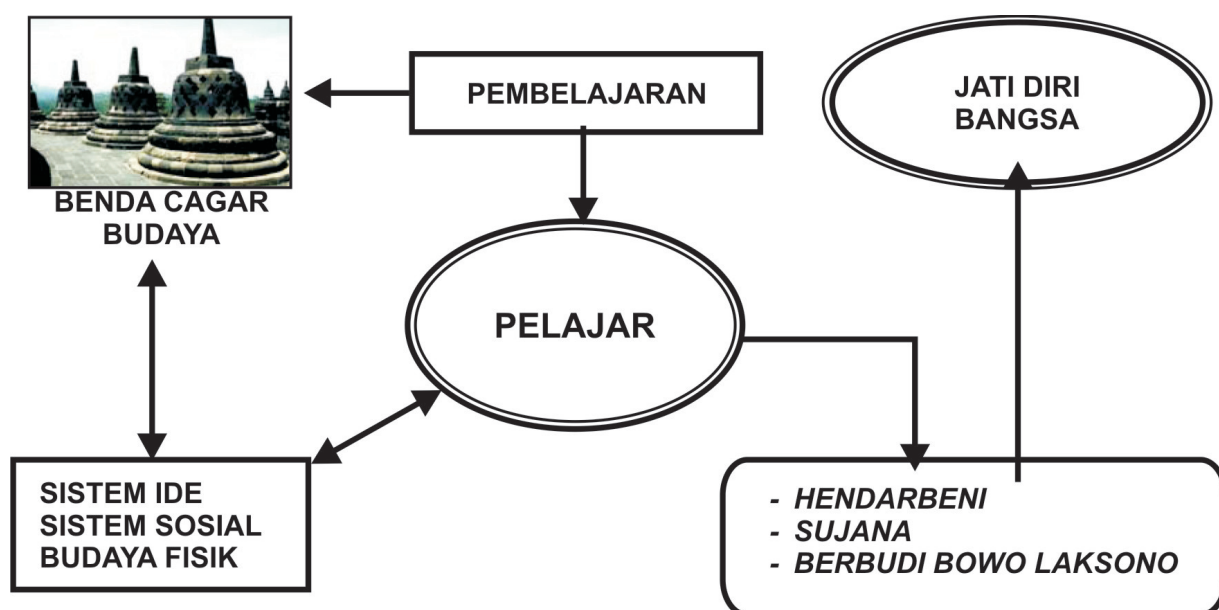 PEMBELAJARAN
JATI DIRI
BANGSA
BENDA CAGAR
BUDAYA
PELAJAR
SISTEM IDE
SISTEM SOSIAL
BUDAYA FISIK
- HENDARBENI
- SUJANA
- BERBUDI BOWO LAKSONO